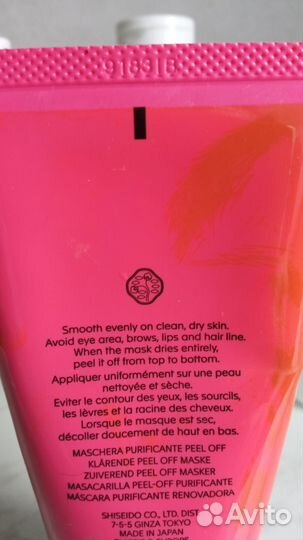 91831B
Smooth evenly on clean, dry skin.
Avoid eye area, brows, lips and hair line.
When the mask dries entirely,
peel it off from top to bottom.
Appliquer uniformément sur une peau
nettoyée et sèche.
Eviter le contour des yeux, les sourcils,
les lèvres et la racine des cheveux.
Lorsque le masque est sec,
décoller doucement de haut en bas.
MASCHERA PURIFICANTE PEEL OFF
KLÄRENDE PEEL OFF MASKE
ZUIVEREND PEEL OFF MASKER
MASACARILLA PEEL-OFF PURIFICANTE
MÁSCARA PURIFICANTE RENOVADORA
SHISEIDO CO., LTD. DIST
7-5-5 GINZA TOKYO
MADE IN JAPAN
Avito